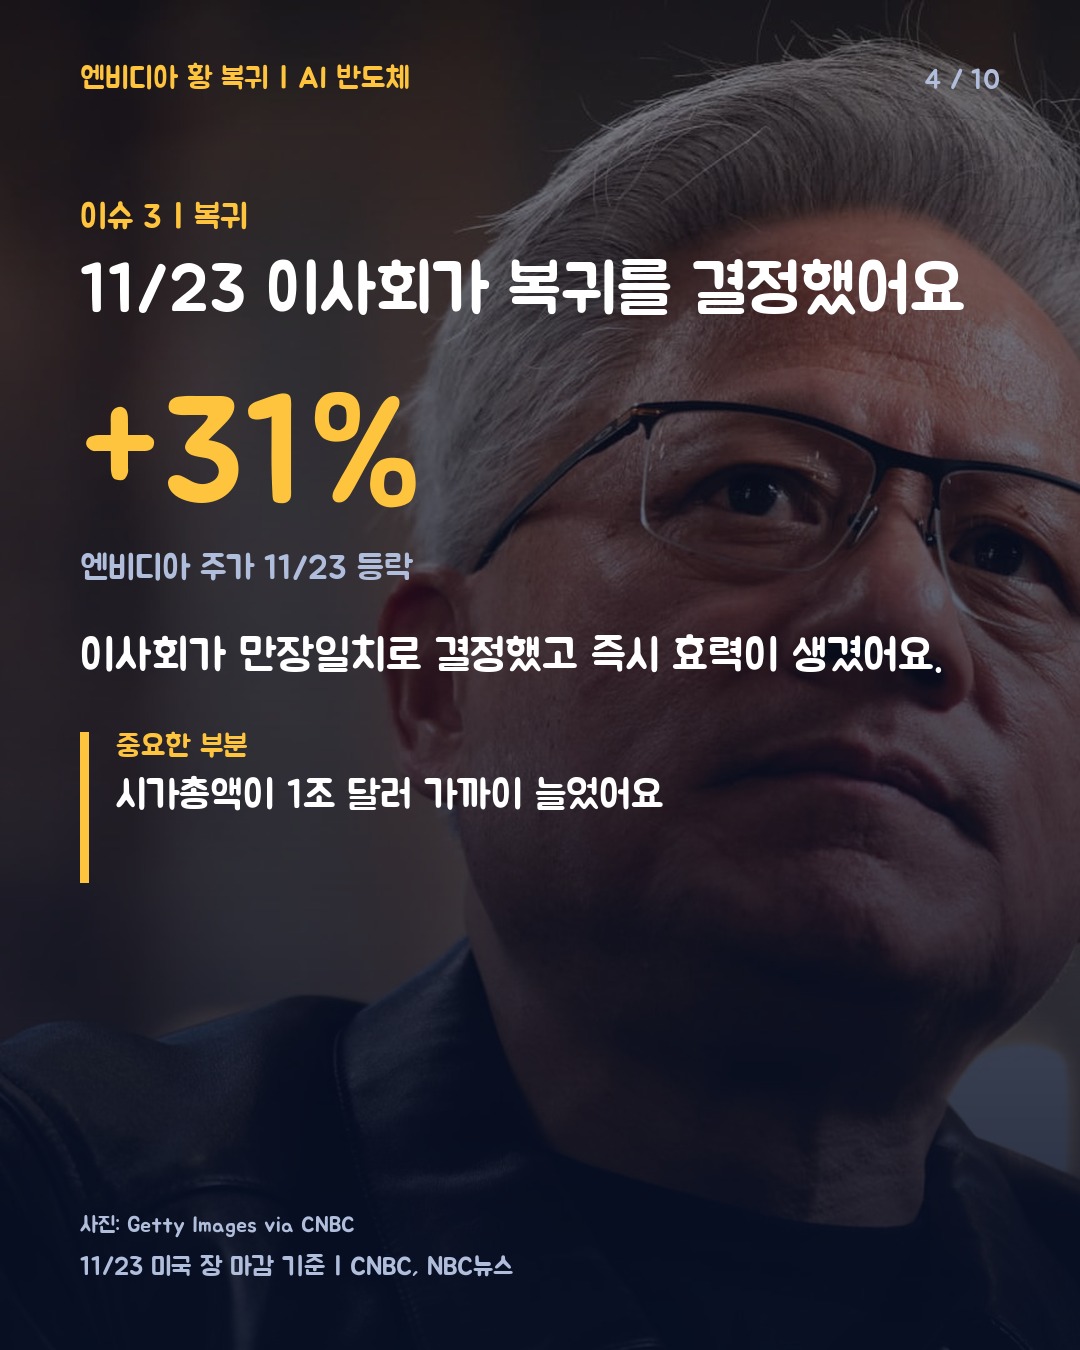 엔비디아 황 복귀 | AI 반도체
4 / 10
이슈 3 | 복귀
11/23 이사회가 복귀를 결정했어요
+31%
엔비디아 주가 11/23 등락
이사회가 만장일치로 결정했고 즉시 효력이 생겼어요.
중요한 부분
시가총액이 1조 달러 가까이 늘었어요
사진: Getty Images via CNBC
11/23 미국 장 마감 기준 | CNBC, NBC뉴스